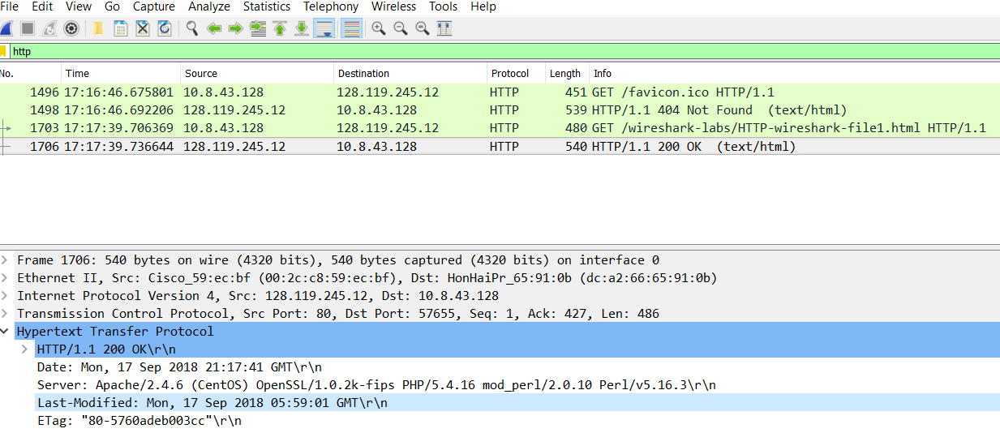 File Edit View Go Capture Analyze Statistics Telephony Wireless Tools Help
http
No. Time Source Destination Protocol Length Info
1496 17:16:46.675801 10.8.43.128 128.119.245.12 HTTP 451 GET /favicon.ico HTTP/1.1
1498 17:16:46.692206 128.119.245.12 10.8.43.128 HTTP 539 HTTP/1.1 404 Not Found (text/html)
1703 17:17:39.706369 10.8.43.128 128.119.245.12 HTTP 480 GET /wireshark-labs/HTTP-wireshark-file1.html HTTP/1.1
1706 17:17:39.736644 128.119.245.12 10.8.43.128 HTTP 540 HTTP/1.1 200 OK (text/html)
Frame 1706: 540 bytes on wire (4320 bits), 540 bytes captured (4320 bits) on interface 0
Ethernet II, Src: Cisco_59:ec:bf (00:2c:c8:59:ec:bf), Dst: HonHaiPr_65:91:0b (dc:a2:66:65:91:0b)
Internet Protocol Version 4, Src: 128.119.245.12, Dst: 10.8.43.128
Transmission Control Protocol, Src Port: 80, Dst Port: 57655, Seq: 1, Ack: 427, Len: 486
Hypertext Transfer Protocol
HTTP/1.1 200 OK\r\n
Date: Mon, 17 Sep 2018 21:17:41 GMT\r\n
Server: Apache/2.4.6 (CentOS) OpenSSL/1.0.2k-fips PHP/5.4.16 mod_perl/2.0.10 Perl/v5.16.3\r\n
Last-Modified: Mon, 17 Sep 2018 05:59:01 GMT\r\n
ETag: "80-5760adeb003cc"\r\n